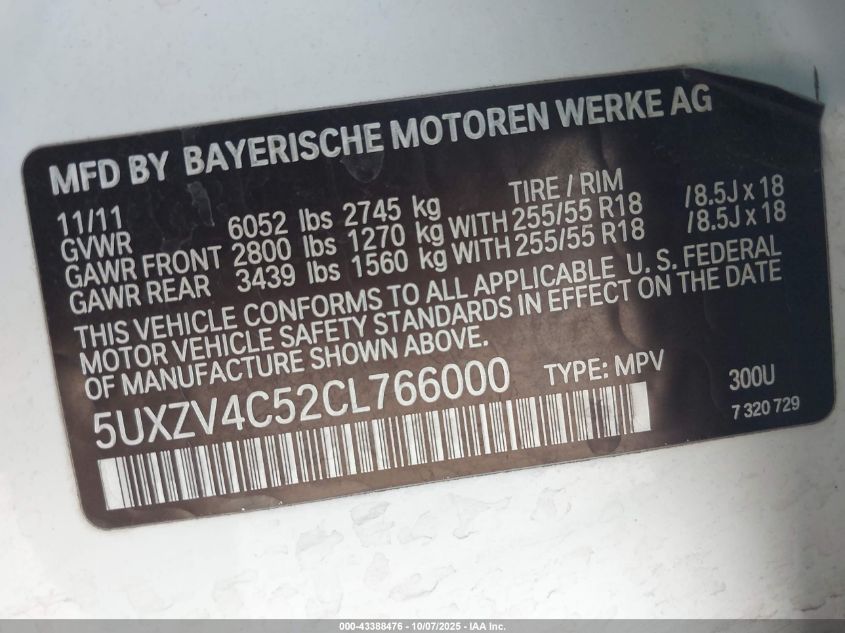 MFD BY BAYERISCHE MOTOREN WERKE AG
11/11 TIRE / RIM
GVWR 6052 lbs 2745 kg
GAWR FRONT 2800 lbs 1270 kg WITH 255/55 R18 /8.5J x 18
GAWR REAR 3439 lbs 1560 kg WITH 255/55 R18 /8.5J x 18
THIS VEHICLE CONFORMS TO ALL APPLICABLE U. S. FEDERAL
MOTOR VEHICLE SAFETY STANDARDS IN EFFECT ON THE DATE
OF MANUFACTURE SHOWN ABOVE.
5UXZV4C52CL766000 TYPE: MPV 300U
7 320 729
000-43388476 - 10/07/2025 - IAA Inc.